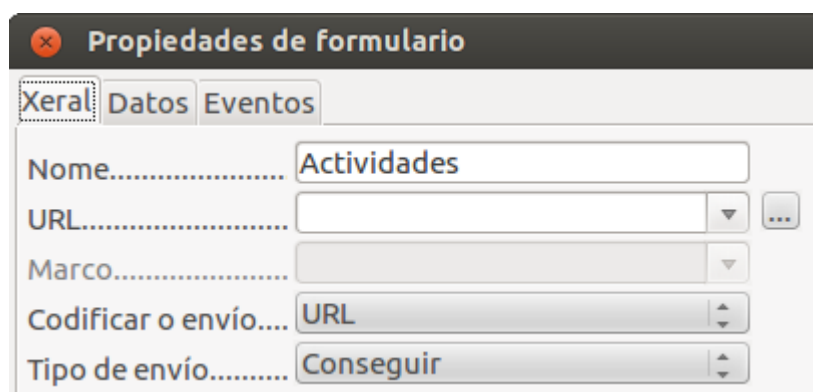 Propiedades de formulario
Xeral Datos Eventos
Nome...................... Actividades
URL..........................
...
Marco......................
Codificar o envío.... URL
Tipo de envío.......... Conseguir